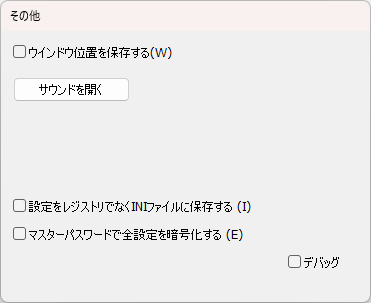 その他
ウインドウ位置を保存する(W)
サウンドを開く
設定をレジストリでなくINIファイルに保存する (I)
マスターパスワードで全設定を暗号化する (E)
デバッグ